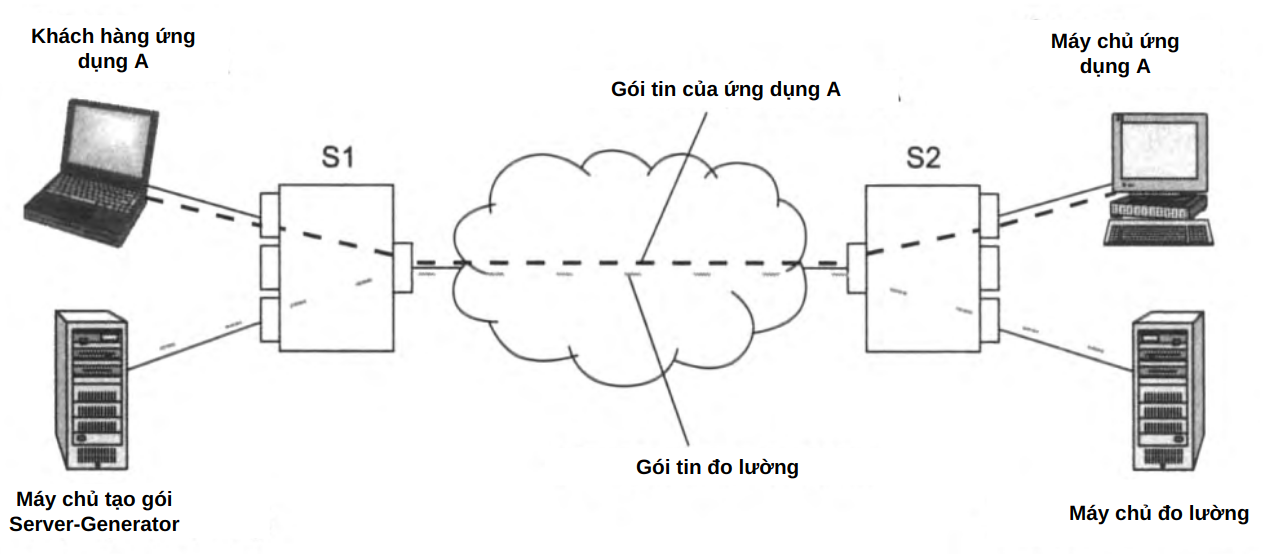 Khách hàng ứng
dụng A
Máy chủ ứng
dụng A
Gói tin của ứng dụng A
S1
S2
Gói tin đo lường
Máy chủ tạo gói
Server-Generator
Máy chủ đo lường